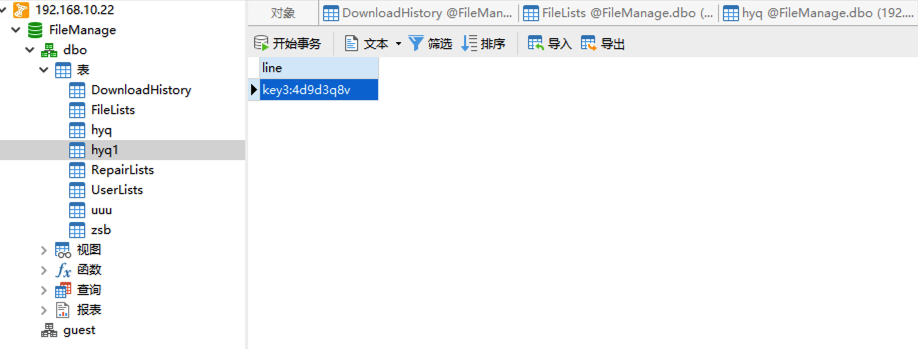 192.168.10.22
FileManage
dbo
表
DownloadHistory
FileLists
hyq
hyq1
RepairLists
UserLists
uuu
zsb
视图
函数
查询
报表
guest
对象
DownloadHistory @FileMan...
FileLists @FileManage.dbo (...
hyq @FileManage.dbo (192....
开始事务
文本
筛选
排序
导入
导出
line
key3:4d9d3q8v